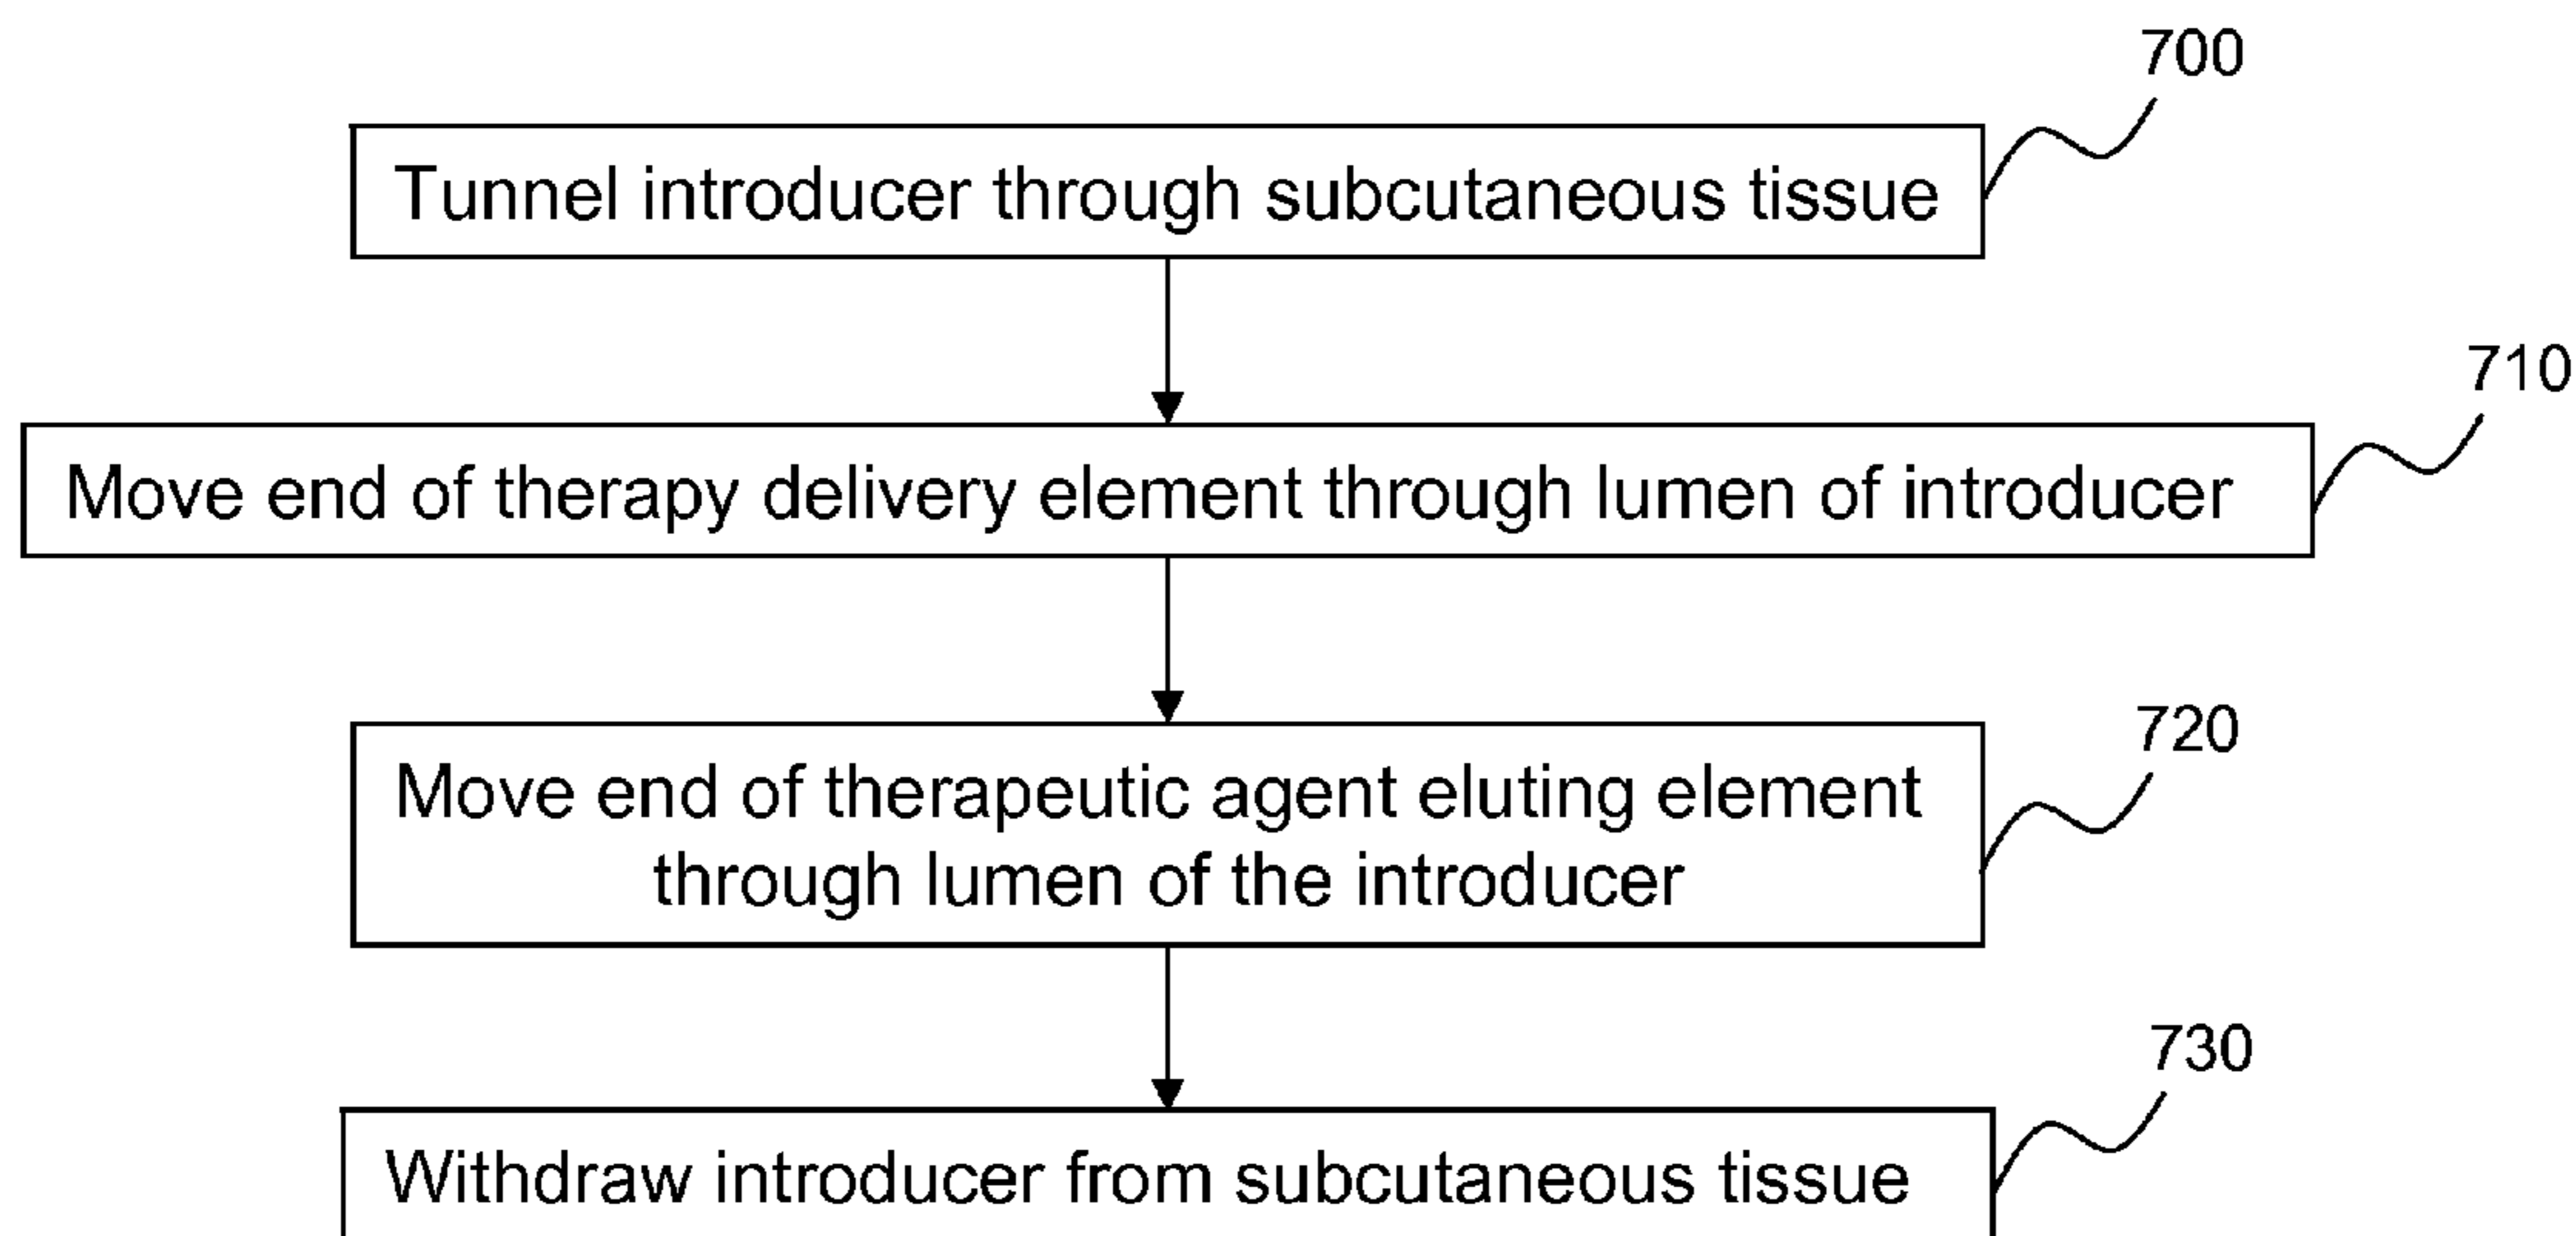 700
Tunnel introducer through subcutaneous tissue
710
Move end of therapy delivery element through lumen of introducer
720
Move end of therapeutic agent eluting element
through lumen of the introducer
730
Withdraw introducer from subcutaneous tissue